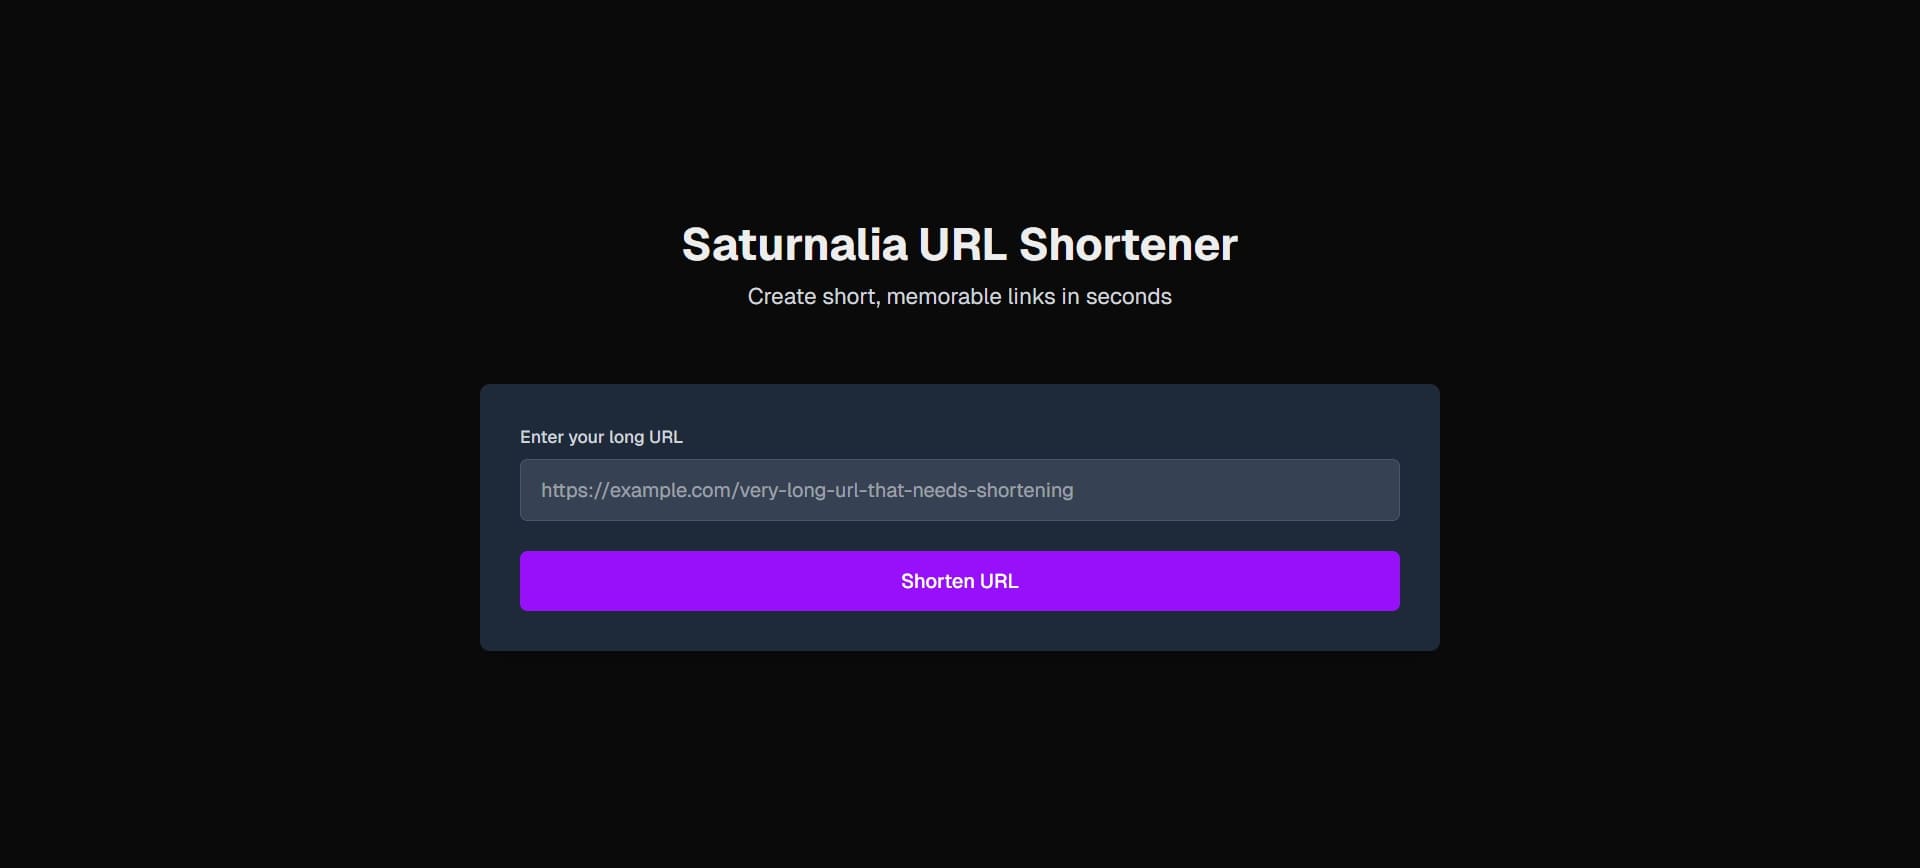 Saturnalia URL Shortener
Create short, memorable links in seconds
Enter your long URL
https://example.com/very-long-url-that-needs-shortening
Shorten URL